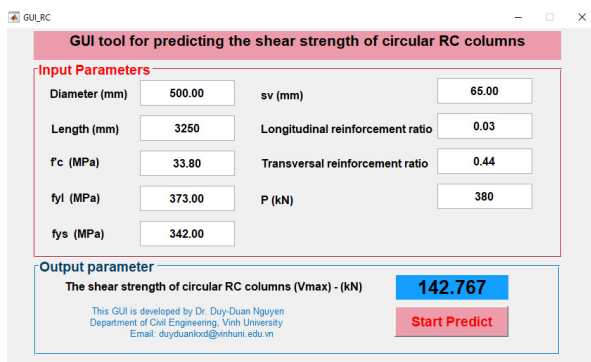 GUI_RC
GUI tool for predicting the shear strength of circular RC columns
Input Parameters
Diameter (mm) 500.00 sv (mm) 65.00
Length (mm) 3250 Longitudinal reinforcement ratio 0.03
f'c (MPa) 33.80 Transversal reinforcement ratio 0.44
fyl (MPa) 373.00 P (kN) 380
fys (MPa) 342.00
Output parameter
The shear strength of circular RC columns (Vmax) - (kN) 142.767
This GUI is developed by Dr. Duy-Duan Nguyen
Department of Civil Engineering, Vinh University
Email: duyduankxd@vinhuni.edu.vn
Start Predict